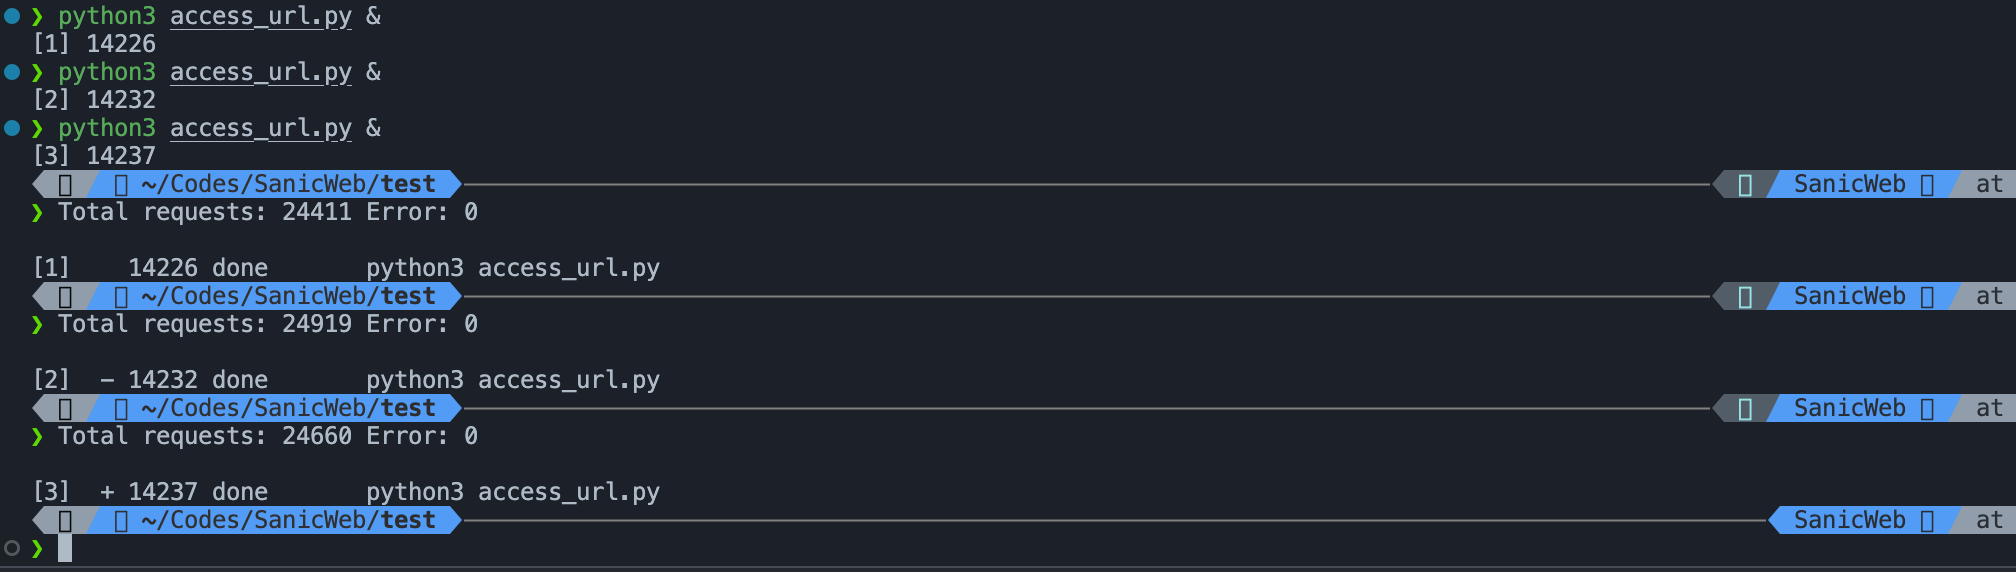 ❯ python3 access_url.py &
[1] 14226
❯ python3 access_url.py &
[2] 14232
❯ python3 access_url.py &
[3] 14237
~/Codes/SanicWeb/test SanicWeb at
❯ Total requests: 24411 Error: 0
[1]    14226 done       python3 access_url.py
~/Codes/SanicWeb/test SanicWeb at
❯ Total requests: 24919 Error: 0
[2]  - 14232 done       python3 access_url.py
~/Codes/SanicWeb/test SanicWeb at
❯ Total requests: 24660 Error: 0
[3]  + 14237 done       python3 access_url.py
~/Codes/SanicWeb/test SanicWeb at
❯